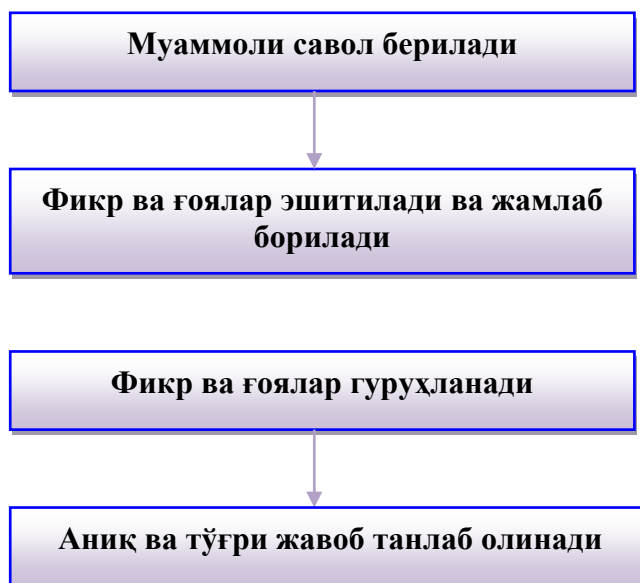 Муаммоли савол берилади
Фикр ва ғоялар эшитилади ва жамлаб
борилади
Фикр ва ғоялар гуруҳланади
Аниқ ва тўғри жавоб танлаб олинади